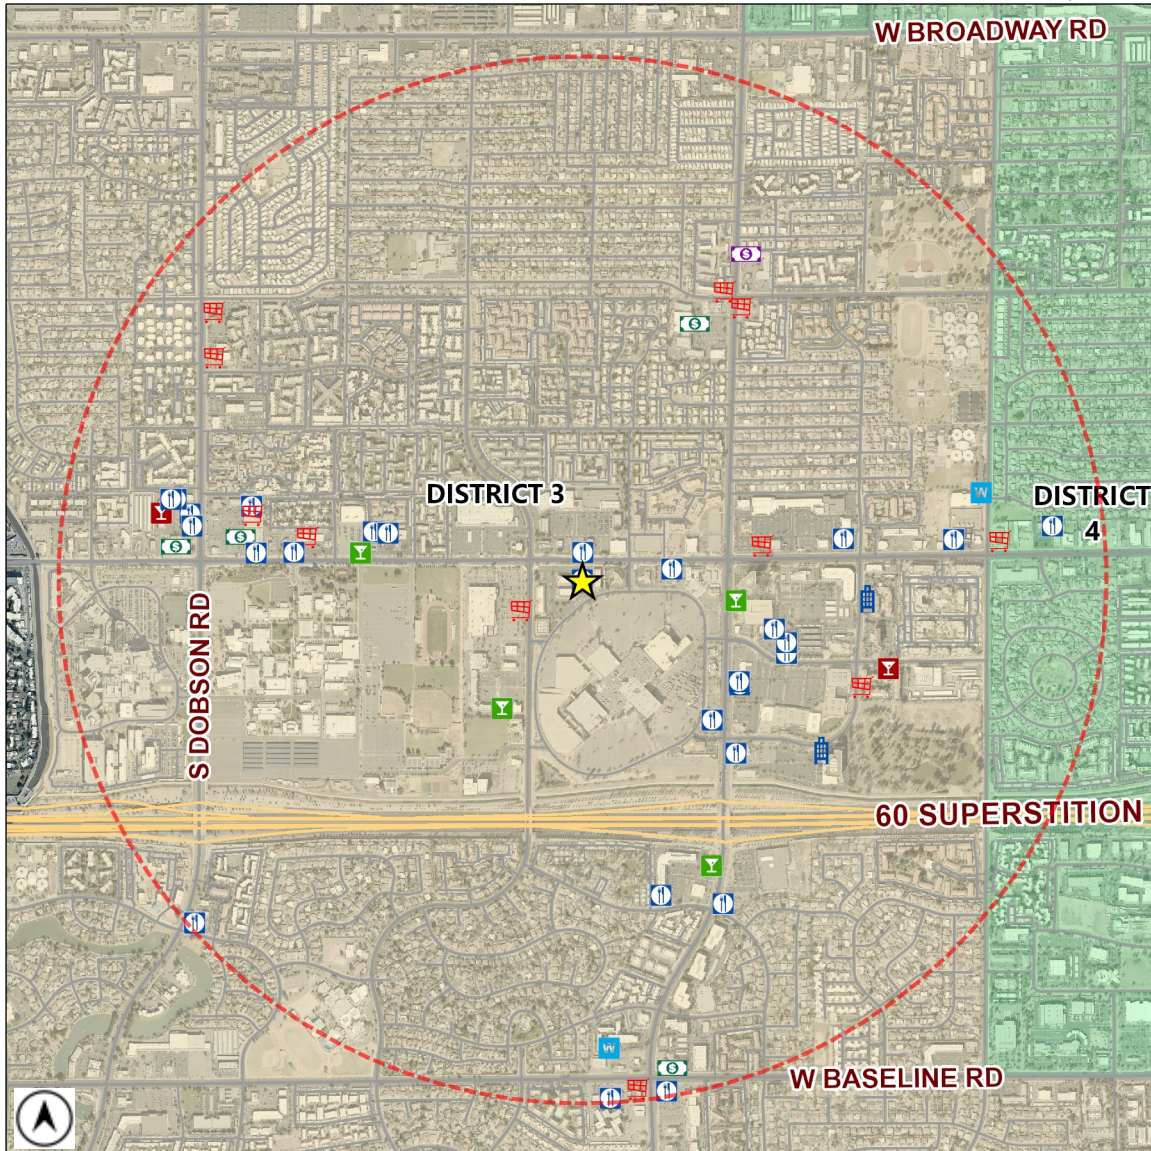 W BROADWAY RD
DISTRICT 3
DISTRICT
4
W
S DOBSON RD
60 SUPERSTITION
W
W BASELINE RD